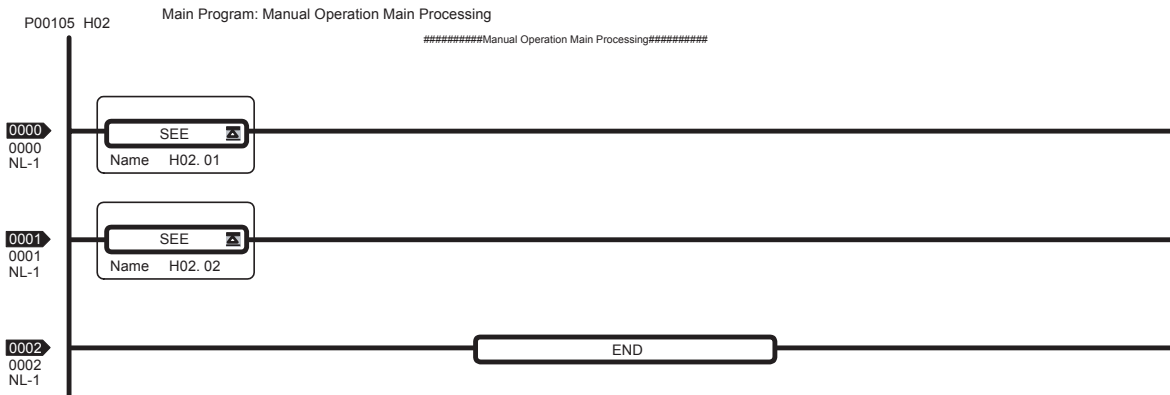 P00105 H02 Main Program: Manual Operation Main Processing
##########Manual Operation Main Processing##########
0000 SEE
0000
NL-1
Name H02. 01
0001 SEE
0001
NL-1
Name H02. 02
0002 END
0002
NL-1